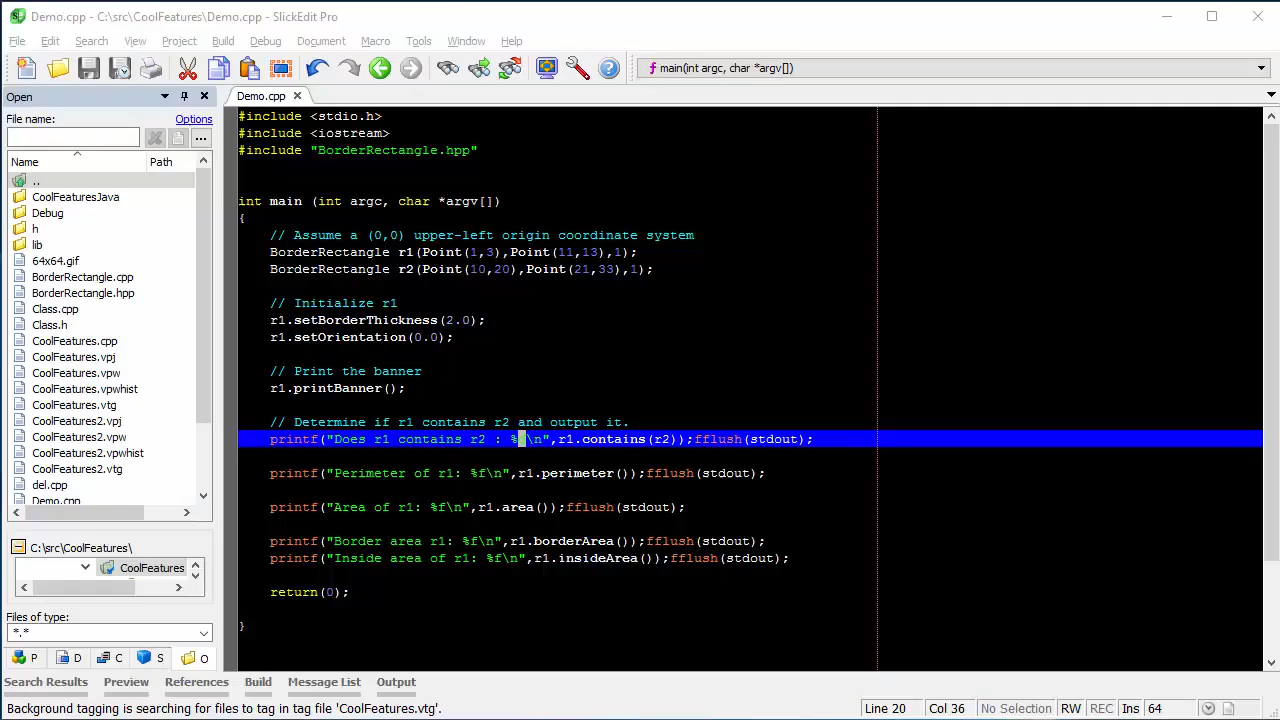 Demo.cpp - C:\src\CoolFeatures\Demo.cpp - SlickEdit Pro
File Edit Search View Project Build Debug Document Macro Tools Window Help
main(int argc, char *argv[])
Open
Demo.cpp
File name:
Options
Name
Path
..
CoolFeaturesJava
Debug
h
lib
64x64.gif
BorderRectangle.cpp
BorderRectangle.hpp
Class.cpp
Class.h
CoolFeatures.cpp
CoolFeatures.vpj
CoolFeatures.vpw
CoolFeatures.vpwhist
CoolFeatures.vtg
CoolFeatures2.vpj
CoolFeatures2.vpw
CoolFeatures2.vpwhist
CoolFeatures2.vtg
del.cpp
Demo.cpp
C:\src\CoolFeatures\
CoolFeatures
Files of type:
*.*
P D C S O
#include <stdio.h>
#include <iostream>
#include "BorderRectangle.hpp"
int main (int argc, char *argv[])
{
// Assume a (0,0) upper-left origin coordinate system
BorderRectangle r1(Point(1,3),Point(11,13),1);
BorderRectangle r2(Point(10,20),Point(21,33),1);
// Initialize r1
r1.setBorderThickness(2.0);
r1.setOrientation(0.0);
// Print the banner
r1.printBanner();
// Determine if r1 contains r2 and output it.
printf("Does r1 contains r2 : % \n",r1.contains(r2));fflush(stdout);
printf("Perimeter of r1: %f\n",r1.perimeter());fflush(stdout);
printf("Area of r1: %f\n",r1.area());fflush(stdout);
printf("Border area r1: %f\n",r1.borderArea());fflush(stdout);
printf("Inside area of r1: %f\n",r1.insideArea());fflush(stdout);
return(0);
}
Search Results Preview References Build Message List Output
Background tagging is searching for files to tag in tag file 'CoolFeatures.vtg'.
Line 20 Col 36 No Selection RW REC Ins 64